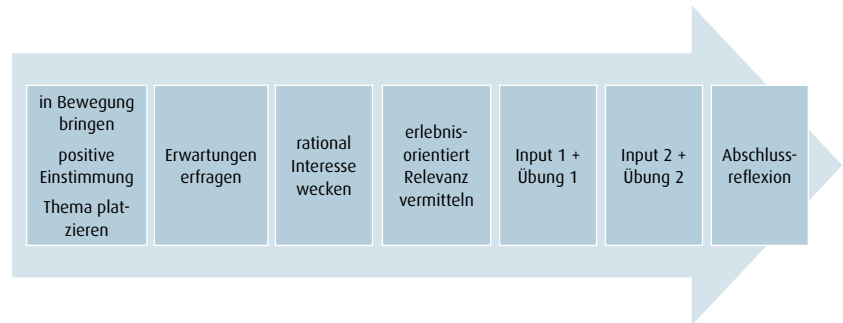 in Bewegung
bringen
positive
Einstimmung
Thema plat-
zieren
Erwartungen
erfragen
rational
Interesse
wecken
erlebnis-
orientiert
Relevanz
vermitteln
Input 1 +
Übung 1
Input 2 +
Übung 2
Abschluss-
reflexion